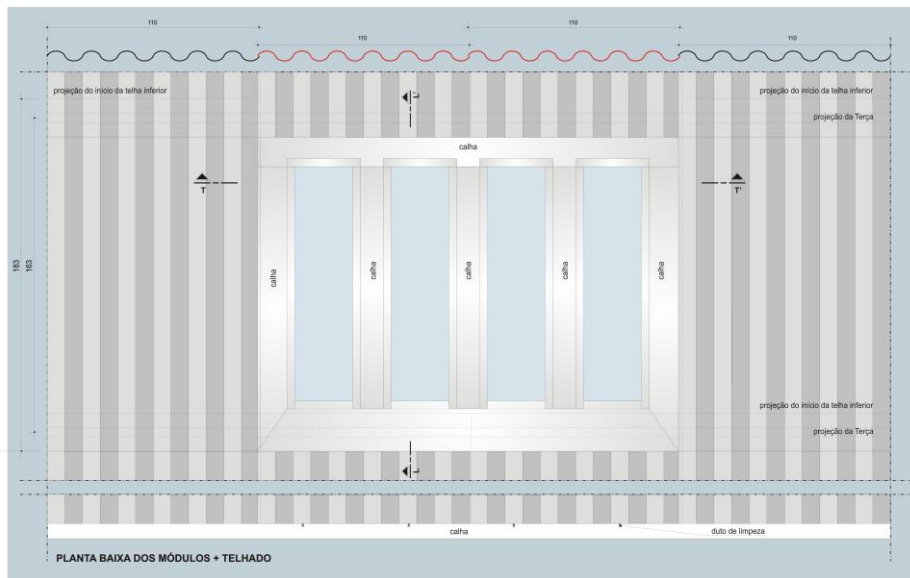 110 110
110 110
projeção do início da telha inferior L' projeção do início da telha inferior
projeção da Terça
calha
T T'
183 163 calha calha calha calha calha
projeção do início da telha inferior
projeção da Terça
L
calha duto de limpeza
PLANTA BAIXA DOS MÓDULOS + TELHADO